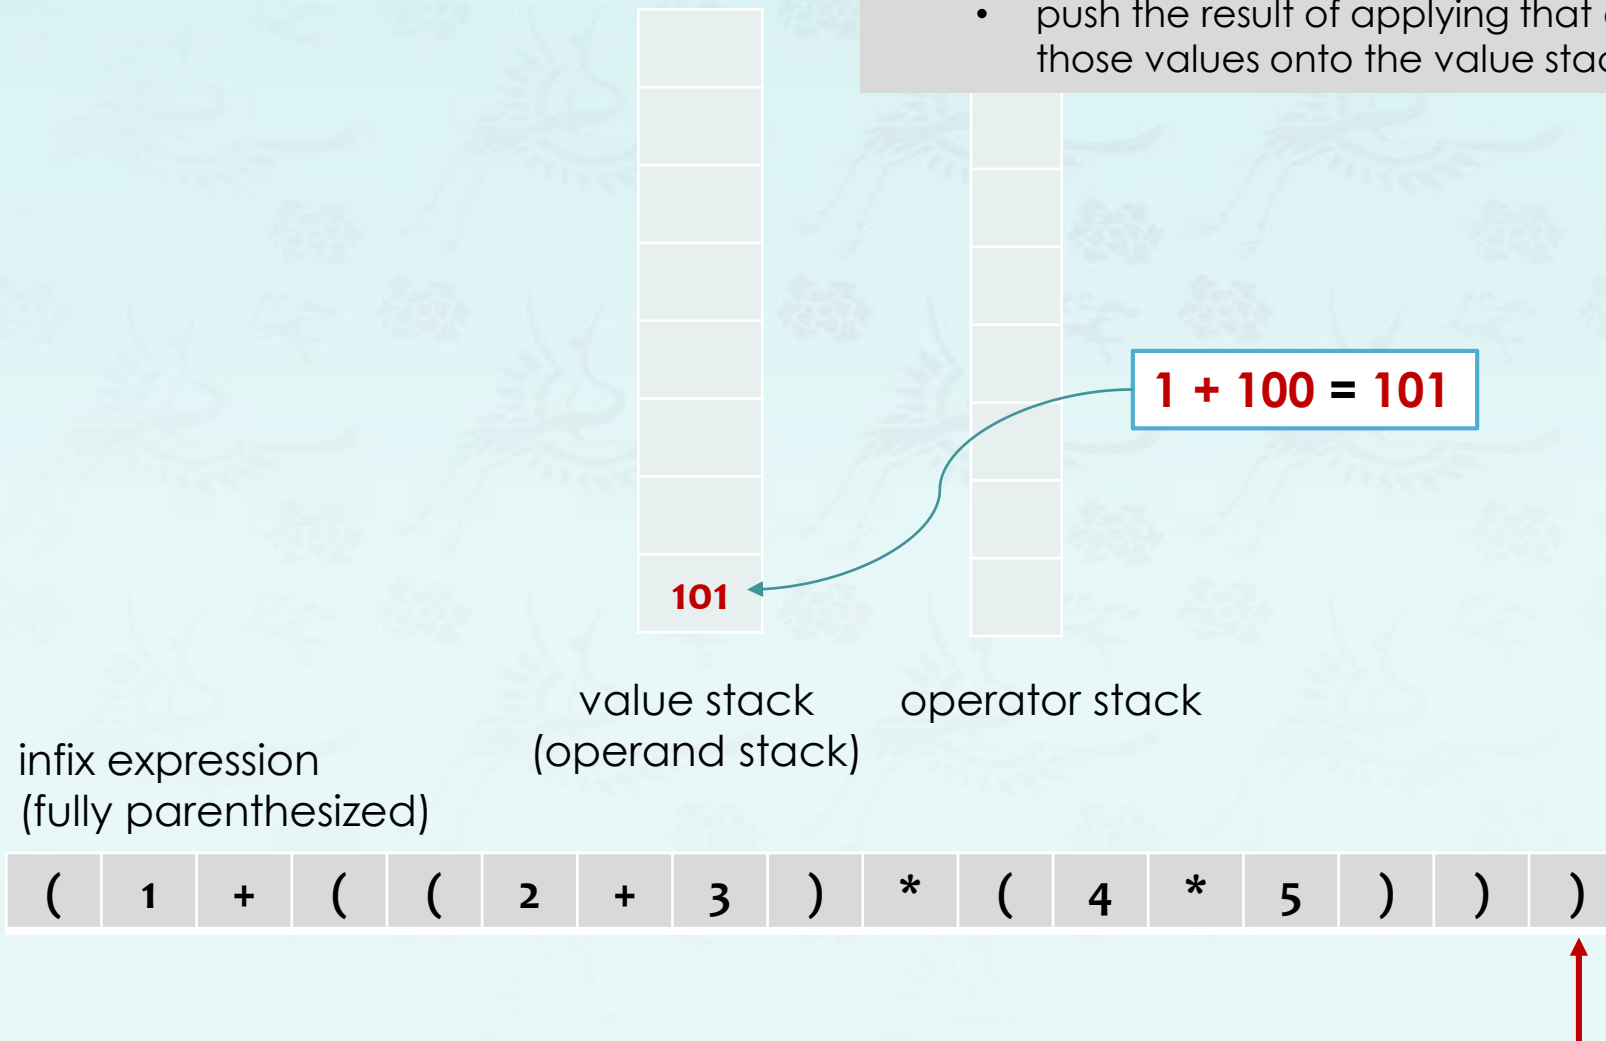 • push the result of applying that
those values onto the value
1 + 100 = 101
101
value stack
(operand stack)
operator stack
infix expression
(fully parenthesized)
( 1 + ( ( 2 + 3 ) * ( 4 * 5 ) ) )